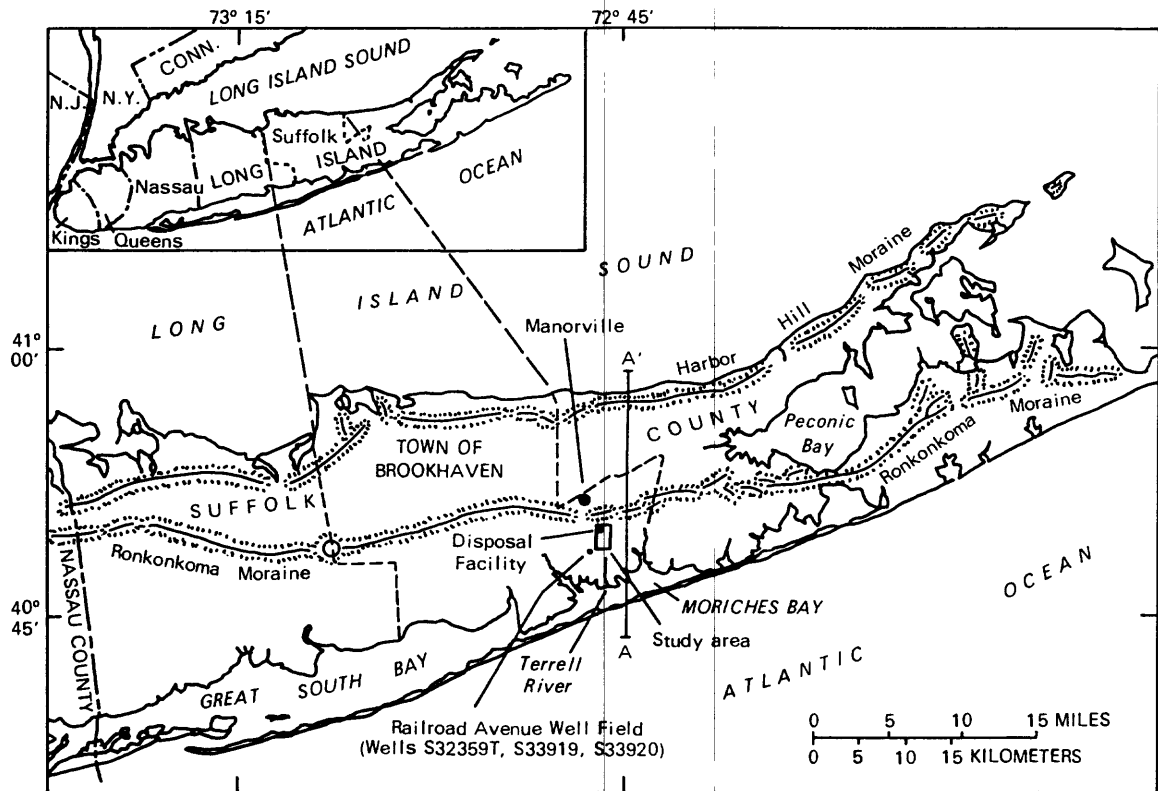 73° 15'
72° 45'
CONN.
N.J.
N.Y.
LONG ISLAND SOUND
Suffolk
Nassau
LONG
ISLAND
ATLANTIC
OCEAN
Kings
Queens
LONG
ISLAND
SOUND
41°
00'
Manorville
A'
Harbor
Hill
Moraine
COUNTY
Peconic
Bay
Ronkonkoma
Moraine
TOWN OF
BROOKHAVEN
SUFFOLK
Ronkonkoma
Moraine
Disposal
Facility
NASSAU COUNTY
40°
45'
MORICHES BAY
Study area
A
Terrell
River
GREAT
SOUTH
BAY
Railroad Avenue Well Field
(Wells S32359T, S33919, S33920)
ATLANTIC
OCEAN
0 5 10 15 MILES
0 5 10 15 KILOMETERS